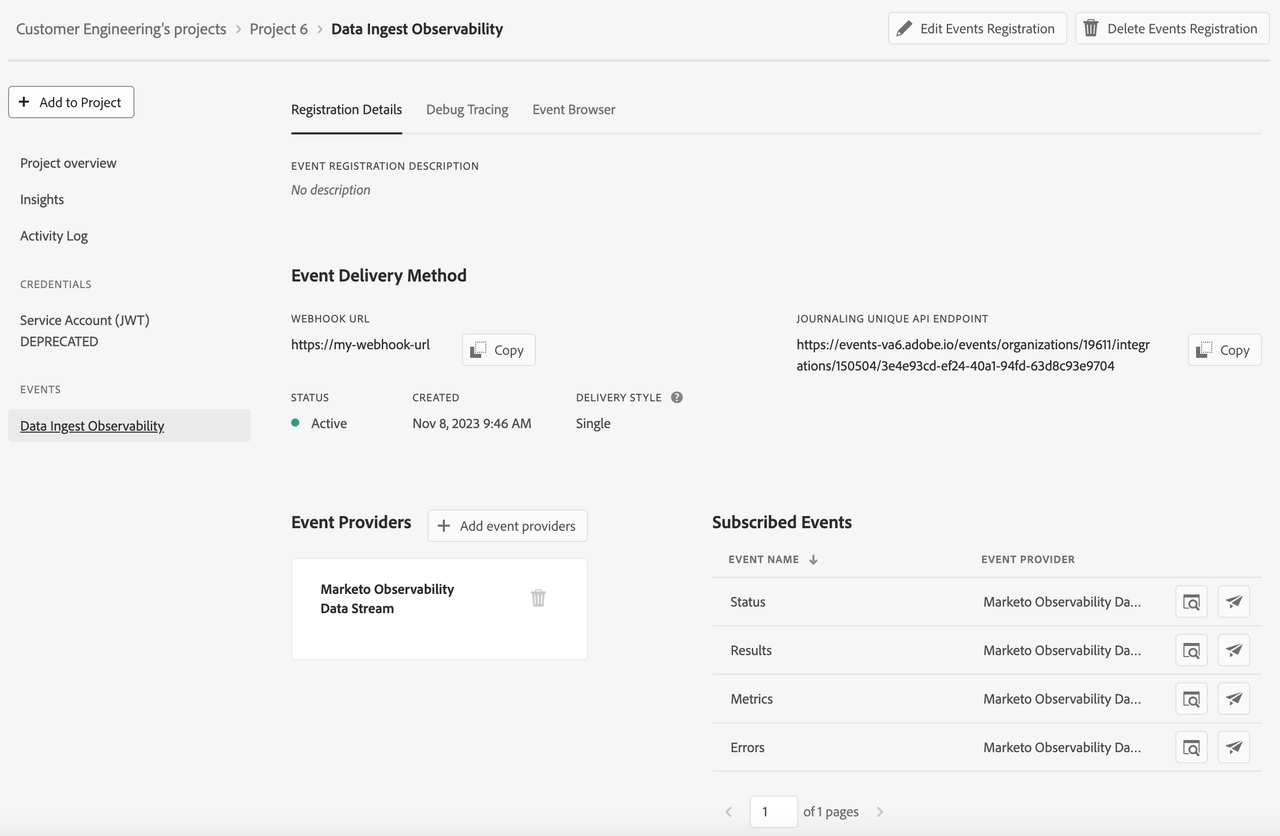 Customer Engineering's projects > Project 6 > Data Ingest Observability
Edit Events Registration
Delete Events Registration
+ Add to Project
Project overview
Insights
Activity Log
CREDENTIALS
Service Account (JWT)
DEPRECATED
EVENTS
Data Ingest Observability
Registration Details
Debug Tracing
Event Browser
EVENT REGISTRATION DESCRIPTION
No description
Event Delivery Method
WEBHOOK URL
https://my-webhook-url
Copy
JOURNALING UNIQUE API ENDPOINT
https://events-va6.adobe.io/events/organizations/19611/integr
ations/150504/3e4e93cd-ef24-40a1-94fd-63d8c93e9704
Copy
STATUS
Active
CREATED
Nov 8, 2023 9:46 AM
DELIVERY STYLE ?
Single
Event Providers
+ Add event providers
Marketo Observability
Data Stream
Subscribed Events
EVENT NAME ↓ EVENT PROVIDER
Status Marketo Observability Da...
Results Marketo Observability Da...
Metrics Marketo Observability Da...
Errors Marketo Observability Da...
< 1 of 1 pages >